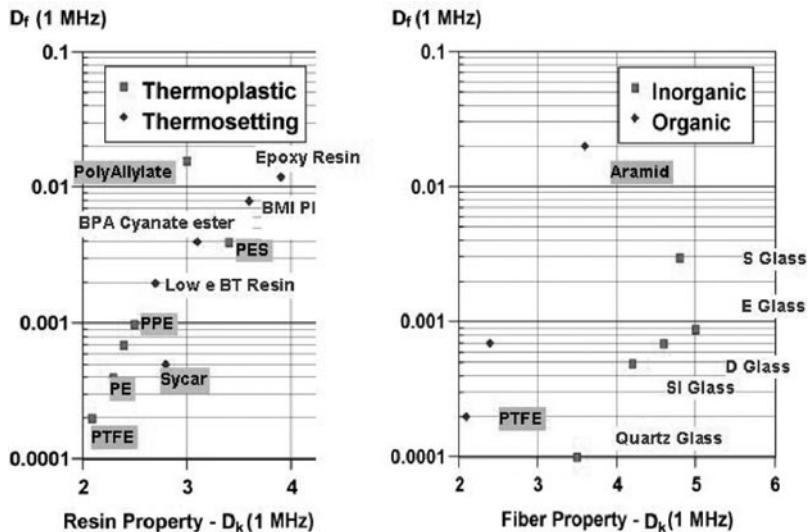 Df (1 MHz)
0.1
Thermoplastic
Thermosetting
Epoxy Resin
PolyAllylate
0.01
BMI PI
BPA Cyanate ester
PES
Low e BT Resin
PPE
0.001
PE
Sycar
PTFE
0.0001
2 3 4
Resin Property - Dk (1 MHz)
Df (1 MHz)
0.1
Inorganic
Organic
Aramid
0.01
S Glass
E Glass
0.001
D Glass
SI Glass
PTFE
Quartz Glass
0.0001
2 3 4 5 6
Fiber Property - Dk (1 MHz)